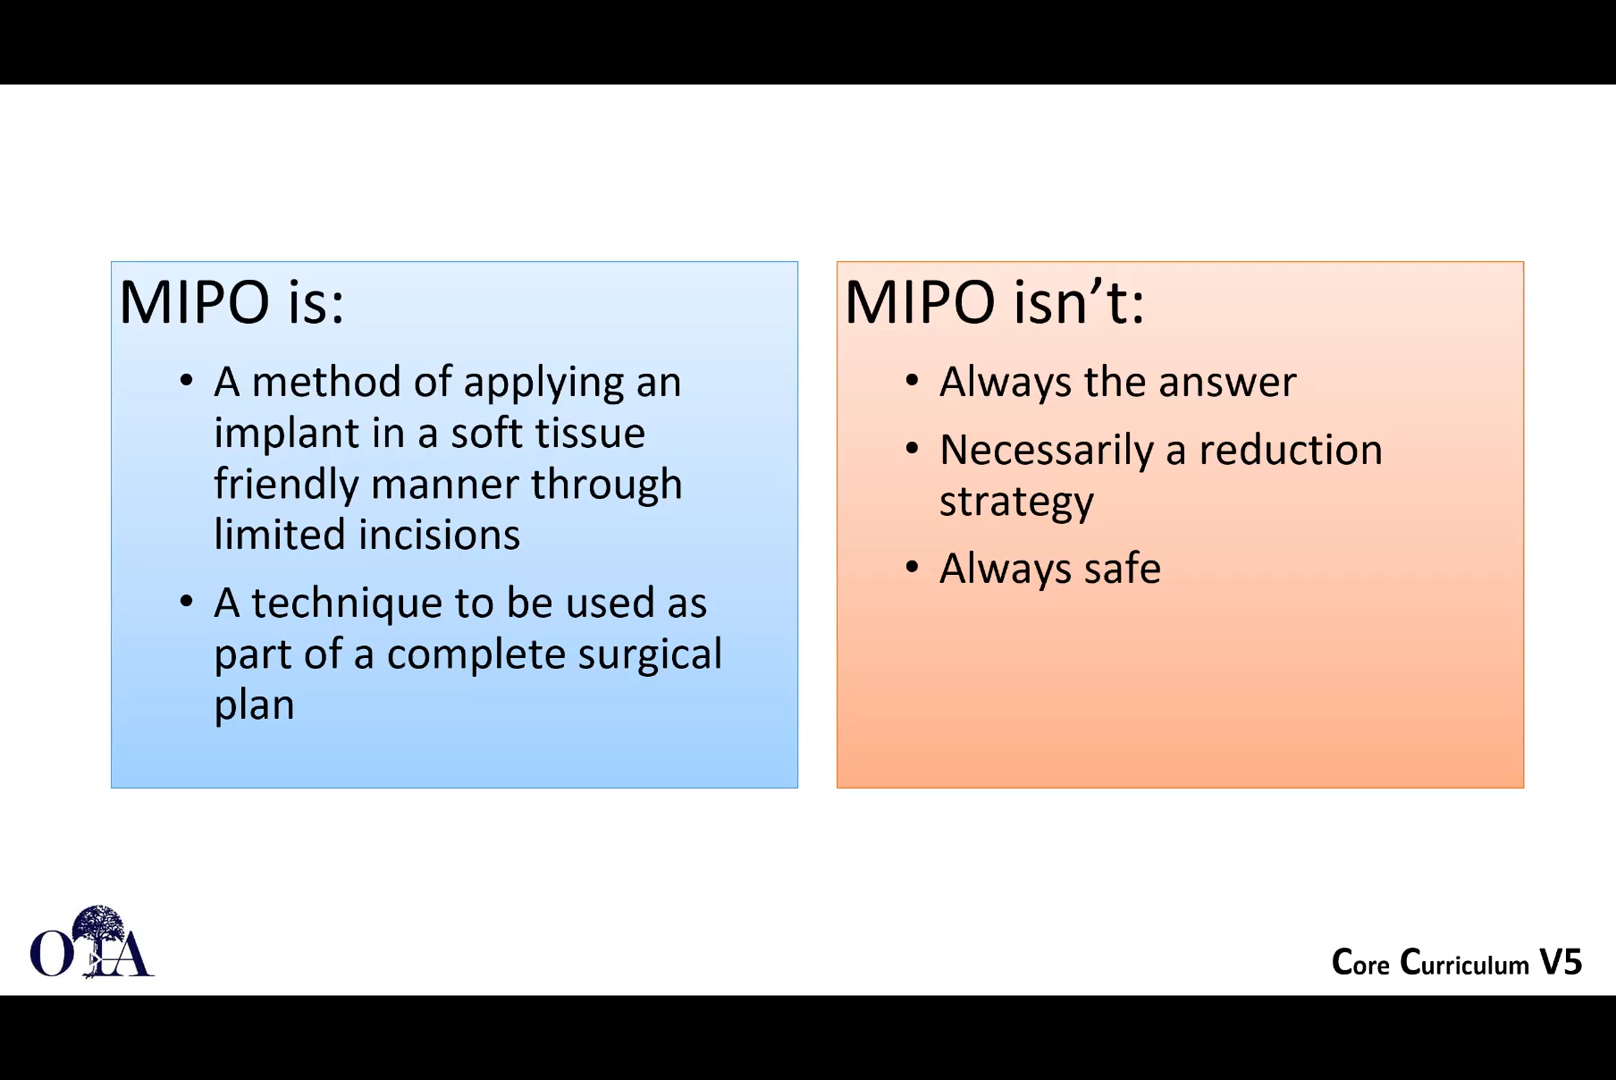 MIPO is:
• A method of applying an
implant in a soft tissue
friendly manner through
limited incisions
• A technique to be used as
part of a complete surgical
plan
MIPO isn’t:
• Always the answer
• Necessarily a reduction
strategy
• Always safe
OTA
Core Curriculum V5